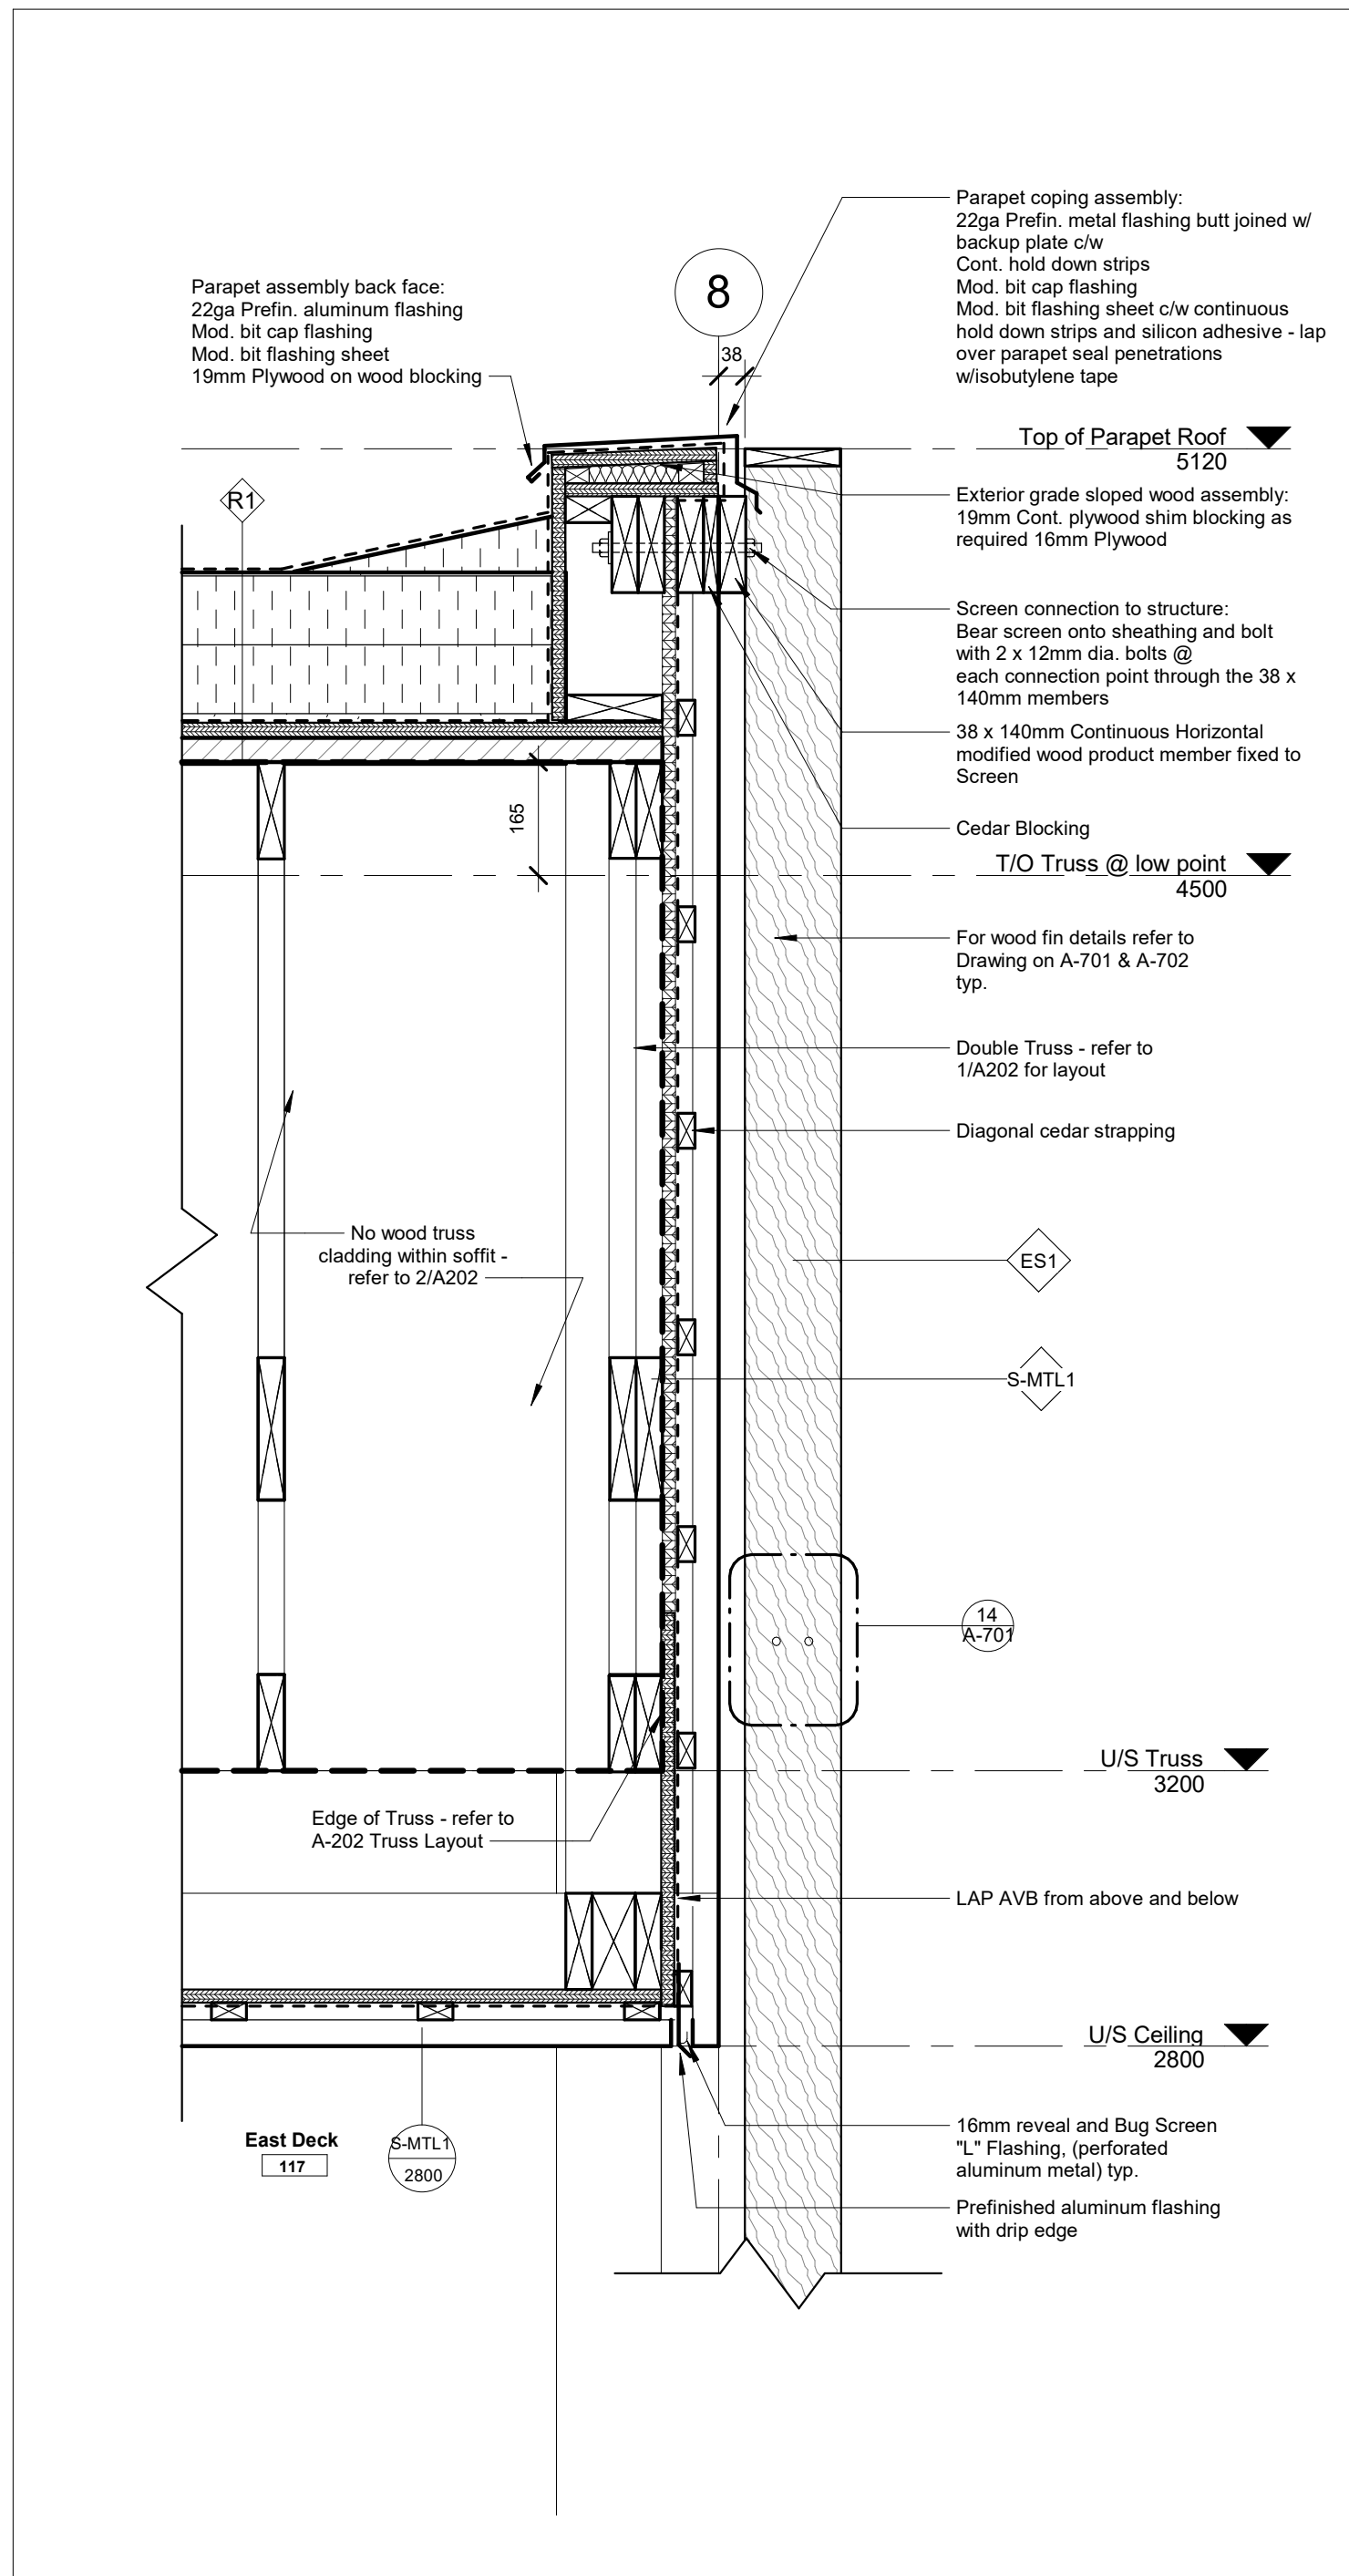 Parapet coping assembly:
22ga Prefin. metal flashing butt joined w/
backup plate c/w
Cont. hold down strips
Mod. bit cap flashing
Mod. bit flashing sheet c/w continuous
hold down strips and silicon adhesive - lap
over parapet seal penetrations
w/isobutylene tape
Parapet assembly back face:
22ga Prefin. aluminum flashing
Mod. bit cap flashing
Mod. bit flashing sheet
19mm Plywood on wood blocking
8
38
Top of Parapet Roof
5120
R1
Exterior grade sloped wood assembly:
19mm Cont. plywood shim blocking as
required 16mm Plywood
Screen connection to structure:
Bear screen onto sheathing and bolt
with 2 x 12mm dia. bolts @
each connection point through the 38 x
140mm members
38 x 140mm Continuous Horizontal
modified wood product member fixed to
Screen
165
Cedar Blocking
T/O Truss @ low point
4500
For wood fin details refer to
Drawing on A-701 & A-702
typ.
Double Truss - refer to
1/A202 for layout
Diagonal cedar strapping
No wood truss
cladding within soffit -
refer to 2/A202
ES1
S-MTL1
14
A-701
U/S Truss
3200
Edge of Truss - refer to
A-202 Truss Layout
LAP AVB from above and below
U/S Ceiling
2800
East Deck
117
S-MTL1
2800
16mm reveal and Bug Screen
"L" Flashing, (perforated
aluminum metal) typ.
Prefinished aluminum flashing
with drip edge